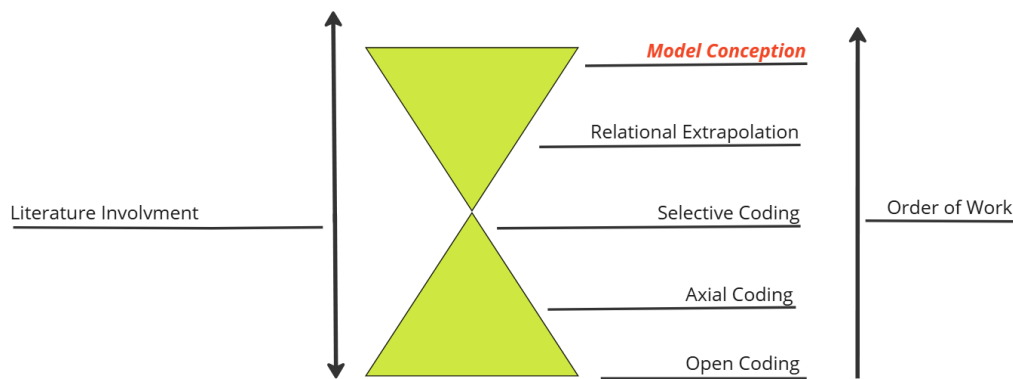 Model Conception
Relational Extrapolation
Literature Involvment
Selective Coding
Order of Work
Axial Coding
Open Coding